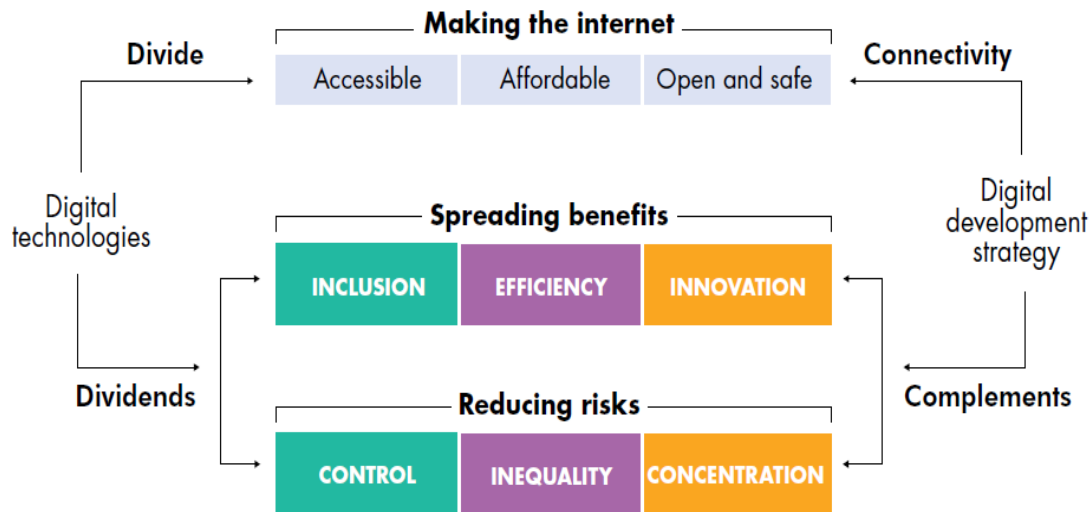 Making the internet
Divide
Connectivity
Accessible
Affordable
Open and safe
Digital
technologies
Digital
development
strategy
Spreading benefits
INCLUSION
EFFICIENCY
INNOVATION
Dividends
Complements
Reducing risks
CONTROL
INEQUALITY
CONCENTRATION